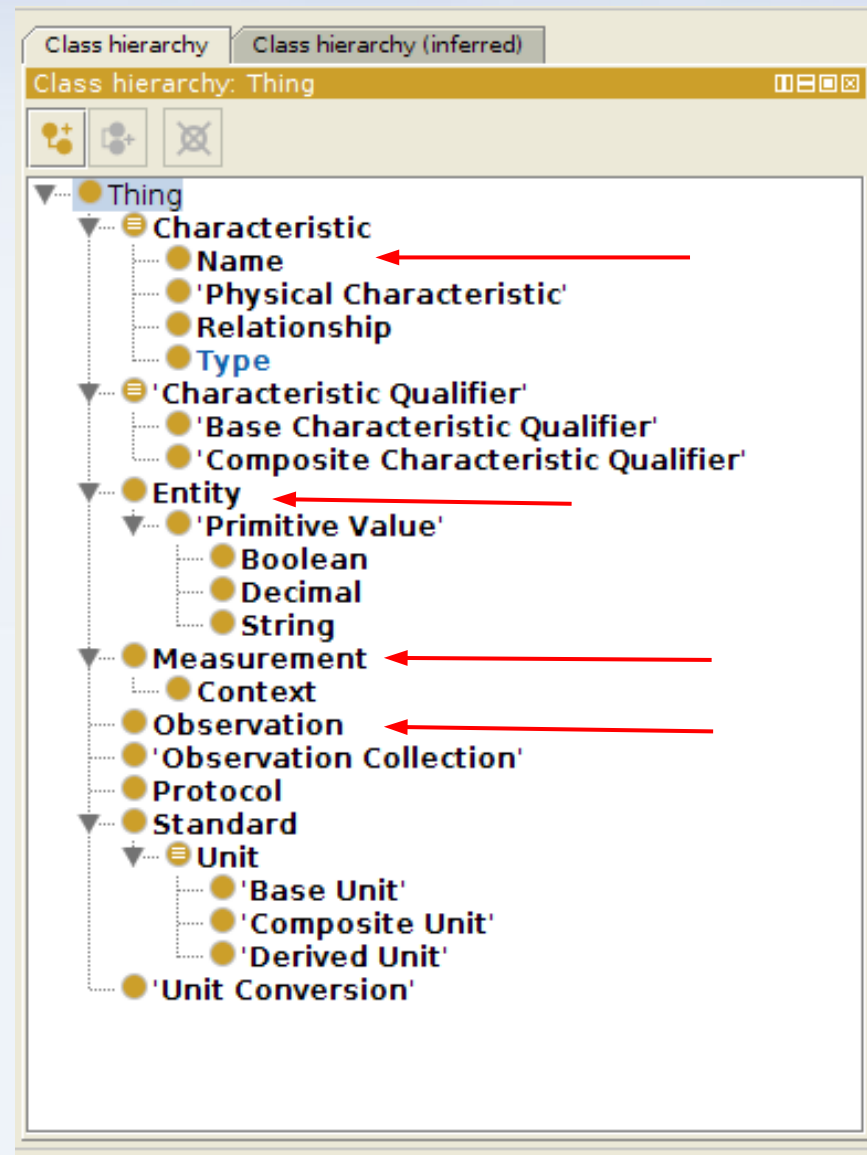 Class hierarchy Class hierarchy (inferred)
Class hierarchy: Thing
Thing
Characteristic
Name
'Physical Characteristic'
Relationship
Type
'Characteristic Qualifier'
'Base Characteristic Qualifier'
'Composite Characteristic Qualifier'
Entity
'Primitive Value'
Boolean
Decimal
String
Measurement
Context
Observation
'Observation Collection'
Protocol
Standard
Unit
'Base Unit'
'Composite Unit'
'Derived Unit'
'Unit Conversion'